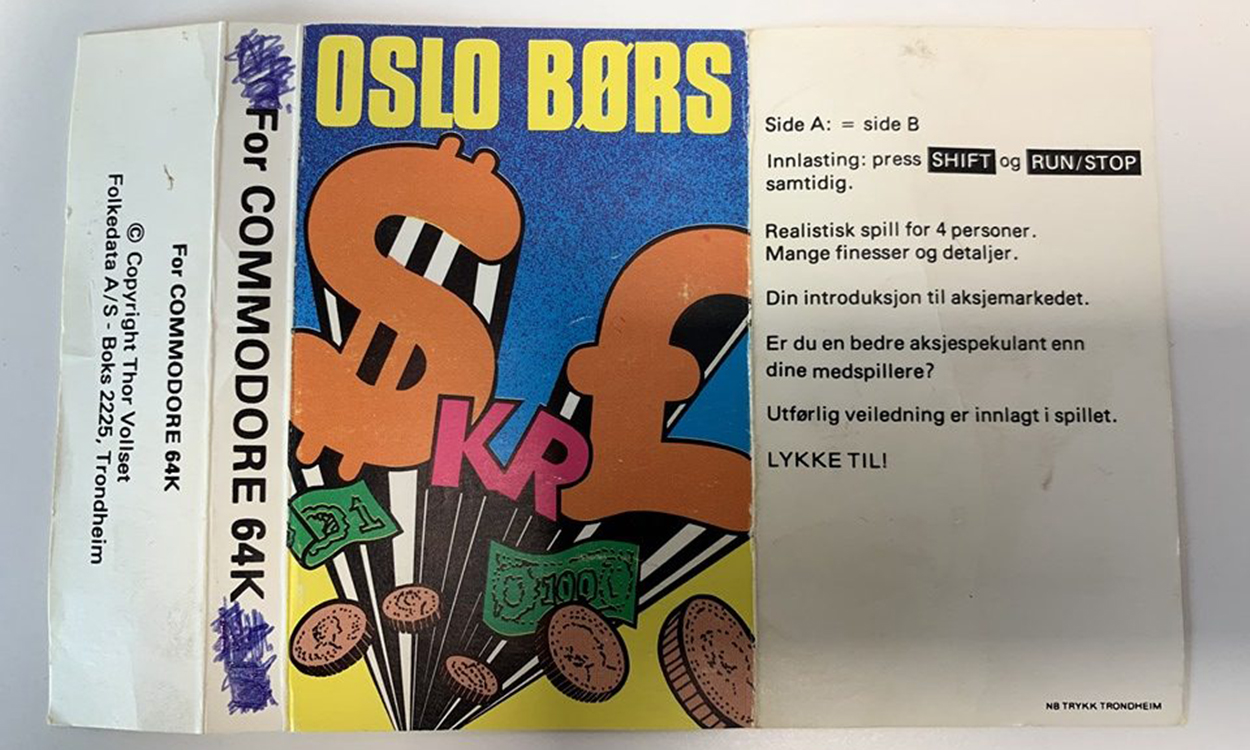 For COMMODORE 64K
© Copyright Thor Vollset
Folkedata A/S - Boks 2225, Trondheim
For COMMODORE 64K
OSLO BØRS
$
£
KR
1
100
Side A: = side B
Innlasting: press SHIFT og RUN/STOP
samtidig.
Realistisk spill for 4 personer.
Mange finesser og detaljer.
Din introduksjon til aksjemarkedet.
Er du en bedre aksjespekulant enn
dine medspillere?
Utførlig veiledning er innlagt i spillet.
LYKKE TIL!
NB TRYKK TRONDHEIM